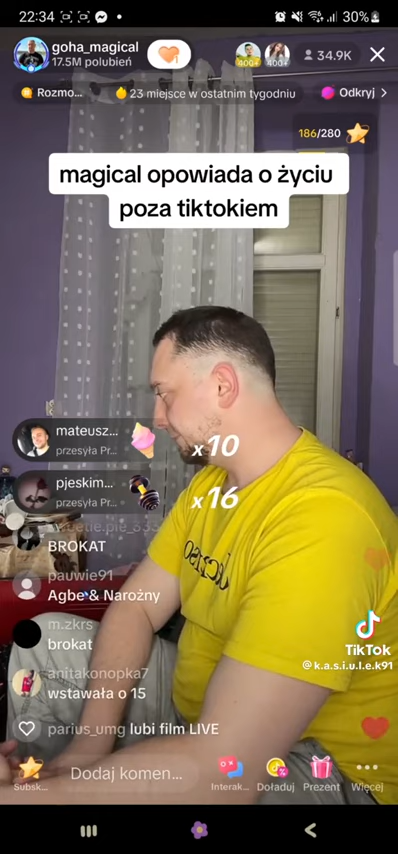 22:34
30%
goha_magical
17.5M polubień
400+
400+
34.9K
Rozmo...
23 miejsce w ostatnim tygodniu
Odkryj
186/280
magical opowiada o życiu
poza tiktokiem
mateusz...
przesyła Pr...
x10
pjeskim...
przesyła Pr...
x16
BROKAT
pauwie91
Agbe & Narożny
m.zkrs
brokat
anitakonopka7
wstawała o 15
parius_umg lubi film LIVE
TikTok
@k.a.s.i.u.l.e.k91
Subsk...
Dodaj komen...
Interak...
Doładuj
Prezent
Więcej